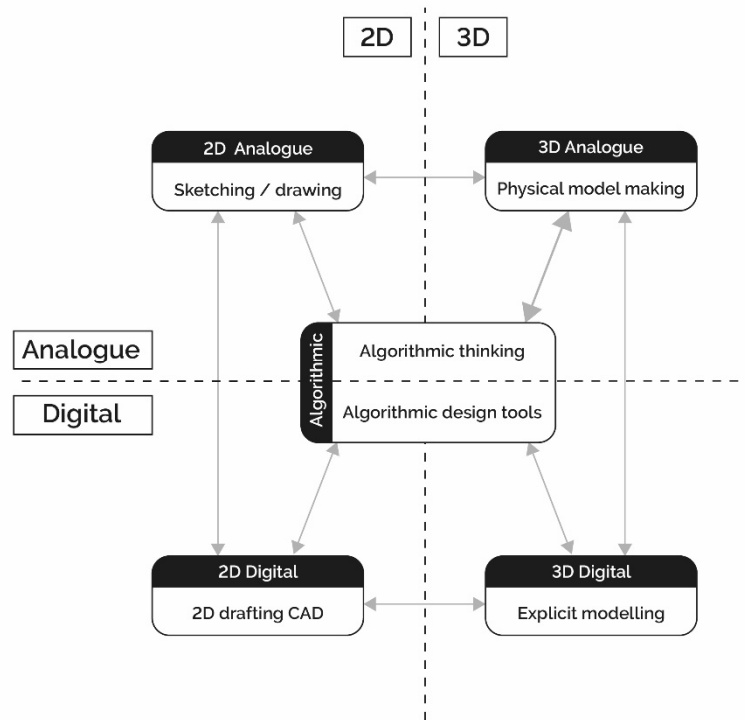 2D
3D
2D Analogue
3D Analogue
Sketching / drawing
Physical model making
Analogue
Digital
Algorithmic
Algorithmic thinking
Algorithmic design tools
2D Digital
3D Digital
2D drafting CAD
Explicit modelling